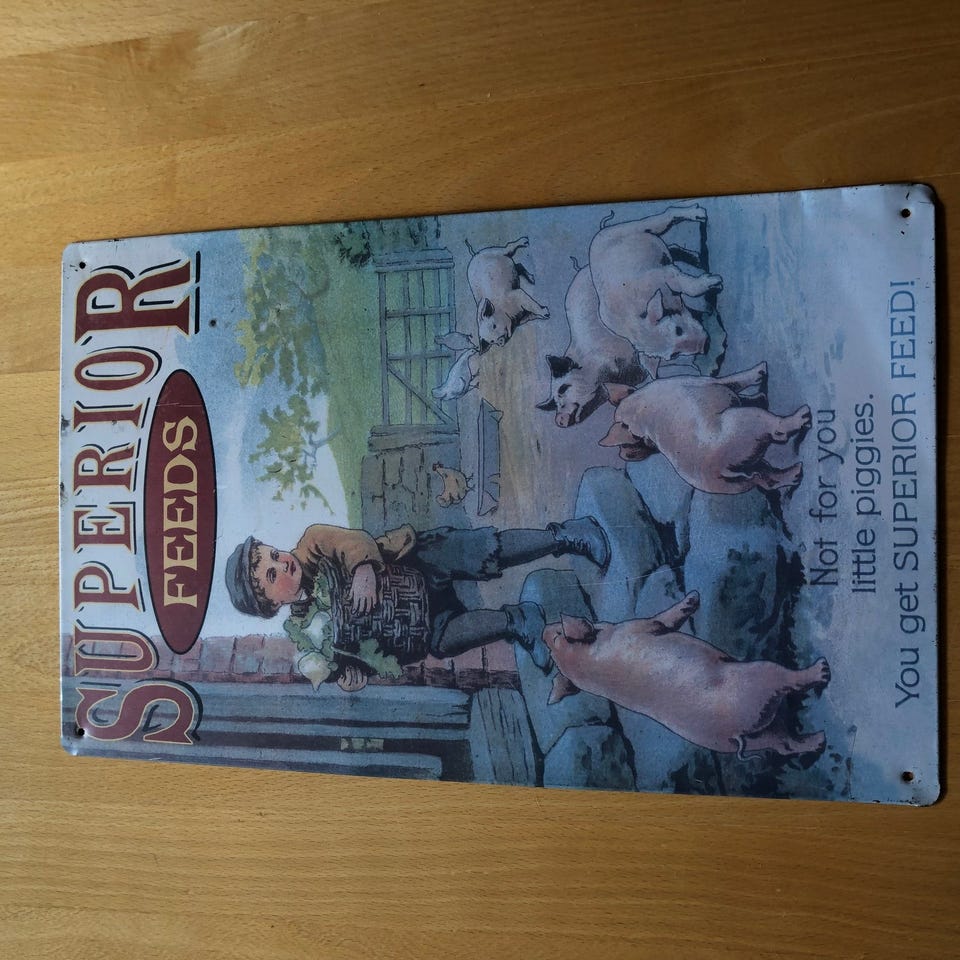 SUPERIOR
FEEDS
Not for you
little piggies.
You get SUPERIOR FEED!